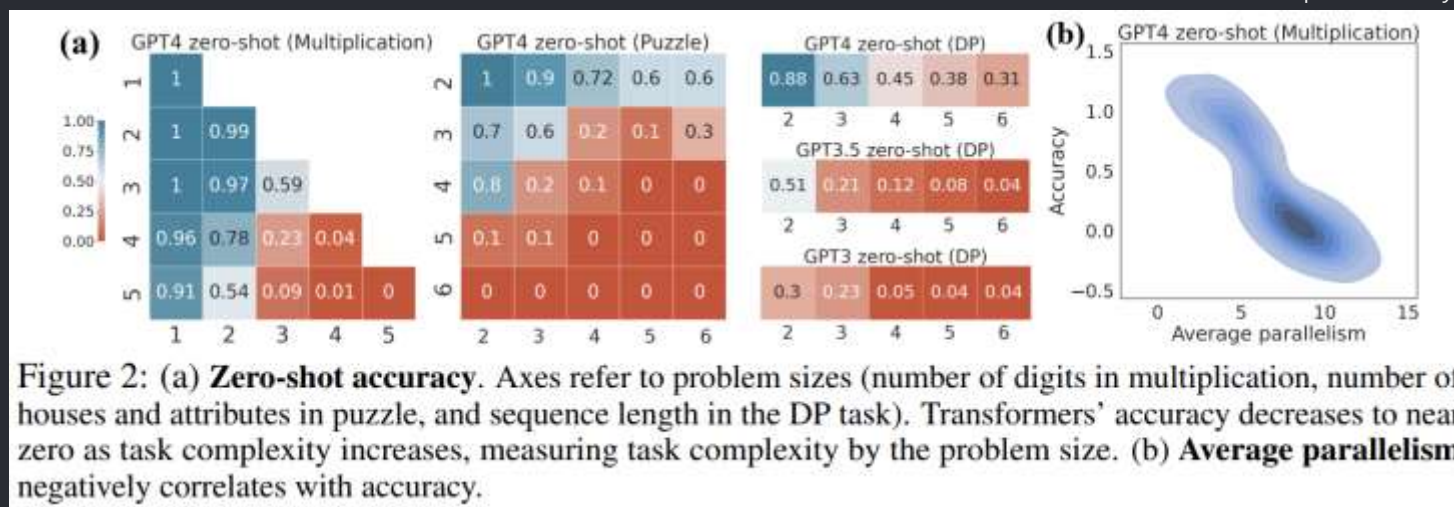 (a)
GPT4 zero-shot (Multiplication)
1.00
0.75
0.50
0.25
0.00
1 1
2 1 0.99
3 1 0.97 0.59
4 0.96 0.78 0.23 0.04
5 0.91 0.54 0.09 0.01 0
1 2 3 4 5
GPT4 zero-shot (Puzzle)
2 1 0.9 0.72 0.6 0.6
3 0.7 0.6 0.2 0.1 0.3
4 0.8 0.2 0.1 0 0
5 0.1 0.1 0 0 0
6 0 0 0 0 0
2 3 4 5 6
GPT4 zero-shot (DP)
0.88 0.63 0.45 0.38 0.31
2 3 4 5 6
GPT3.5 zero-shot (DP)
0.51 0.21 0.12 0.08 0.04
2 3 4 5 6
GPT3 zero-shot (DP)
0.3 0.23 0.05 0.04 0.04
2 3 4 5 6
(b)
GPT4 zero-shot (Multiplication)
1.5
1.0
0.5
0.0
−0.5
Accuracy
0 5 10 15
Average parallelism
Figure 2: (a) Zero-shot accuracy. Axes refer to problem sizes (number of digits in multiplication, number of
houses and attributes in puzzle, and sequence length in the DP task). Transformers’ accuracy decreases to near
zero as task complexity increases, measuring task complexity by the problem size. (b) Average parallelism
negatively correlates with accuracy.